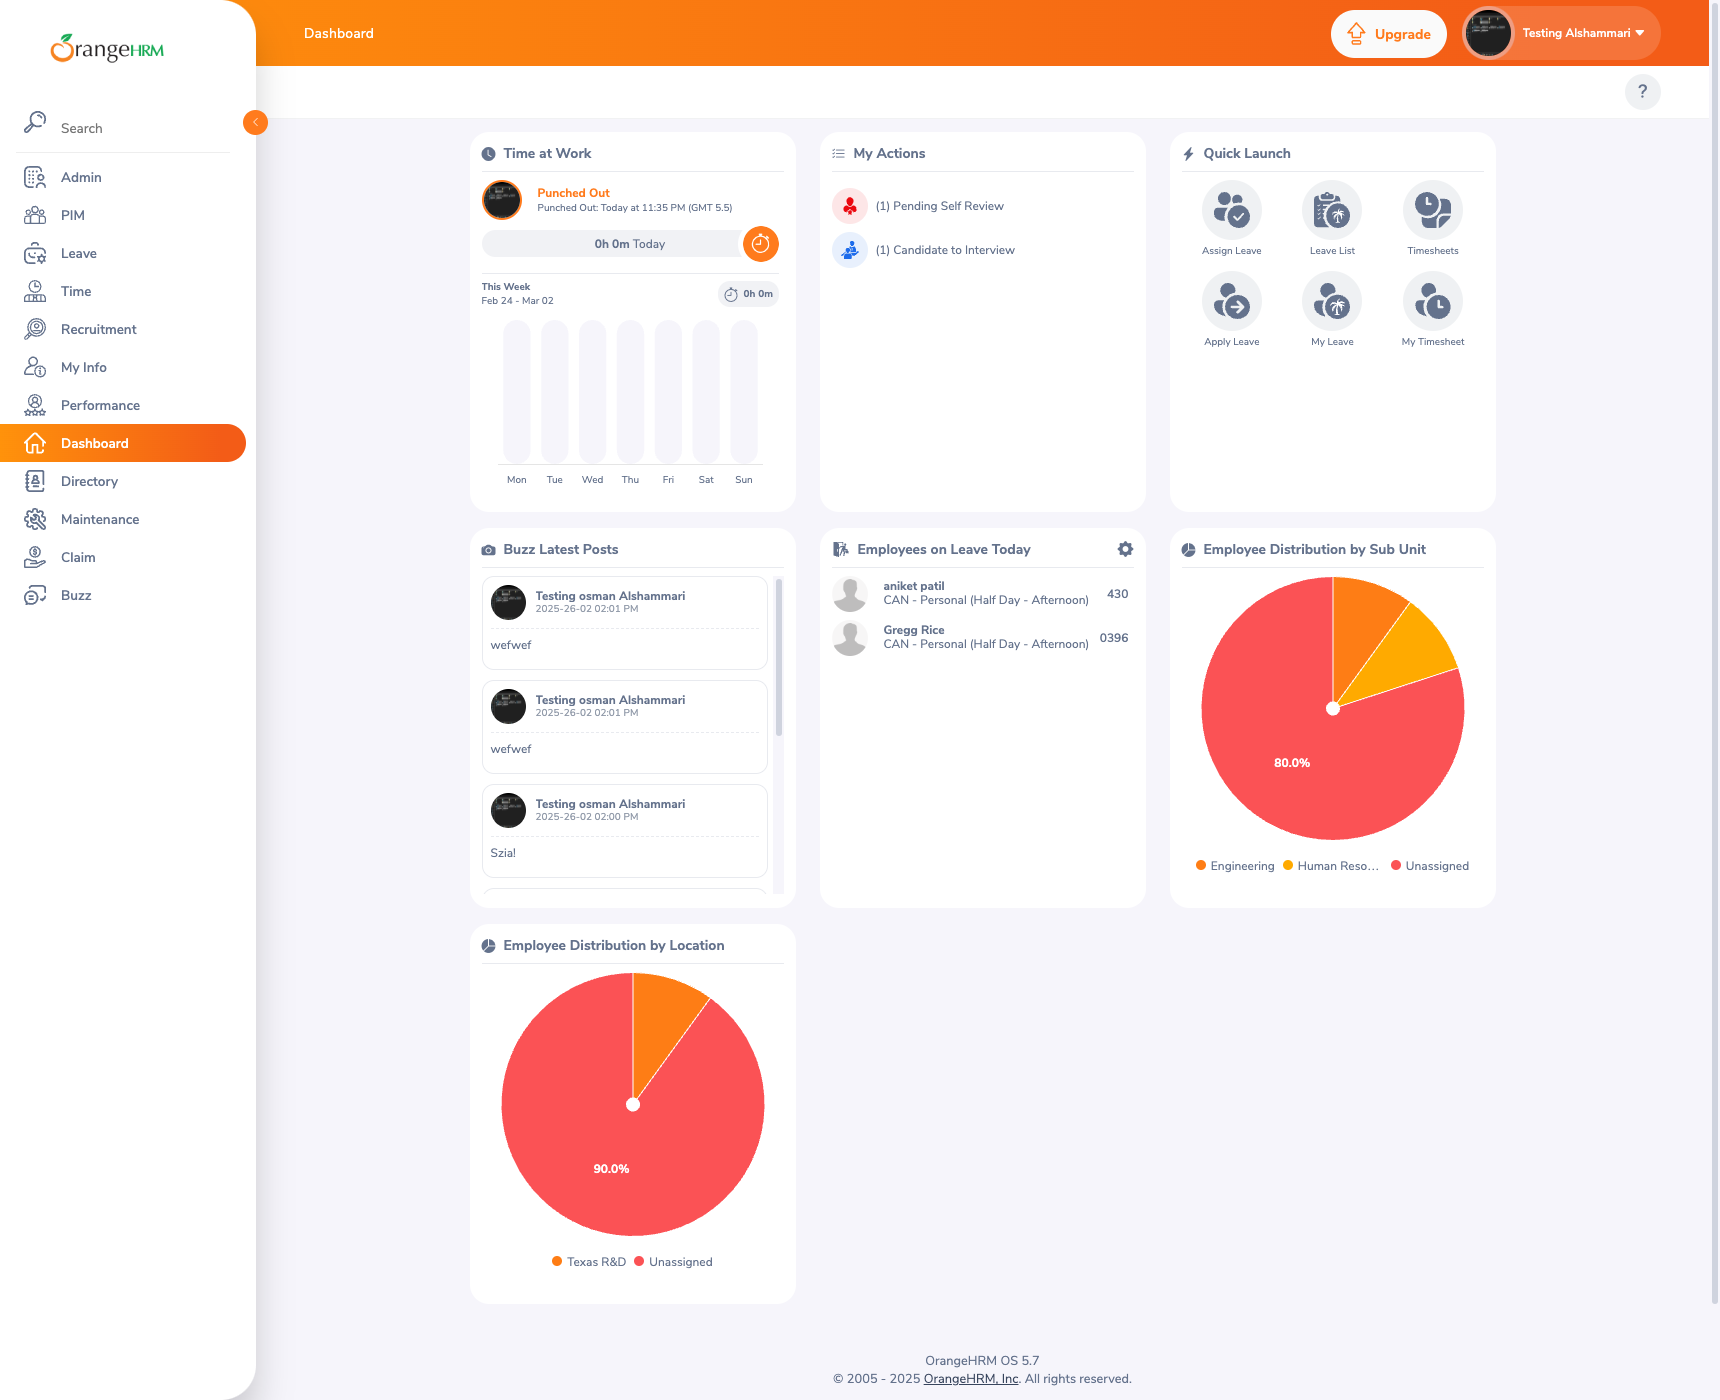 OrangeHRM
Dashboard
Upgrade
Testing Alshammari
?
Search
Admin
PIM
Leave
Time
Recruitment
My Info
Performance
Dashboard
Directory
Maintenance
Claim
Buzz
Time at Work
Punched Out
Punched Out: Today at 11:35 PM (GMT 5.5)
0h 0m Today
This Week
Feb 24 - Mar 02
0h 0m
Mon Tue Wed Thu Fri Sat Sun
My Actions
(1) Pending Self Review
(1) Candidate to Interview
Quick Launch
Assign Leave
Leave List
Timesheets
Apply Leave
My Leave
My Timesheet
Buzz Latest Posts
Testing osman Alshammari
2025-26-02 02:01 PM
wefwef
Testing osman Alshammari
2025-26-02 02:01 PM
wefwef
Testing osman Alshammari
2025-26-02 02:00 PM
Szia!
Employees on Leave Today
aniket patil
CAN - Personal (Half Day - Afternoon)
430
Gregg Rice
CAN - Personal (Half Day - Afternoon)
0396
Employee Distribution by Sub Unit
80.0%
Engineering Human Reso... Unassigned
Employee Distribution by Location
90.0%
Texas R&D Unassigned
OrangeHRM OS 5.7
© 2005 - 2025 OrangeHRM, Inc. All rights reserved.